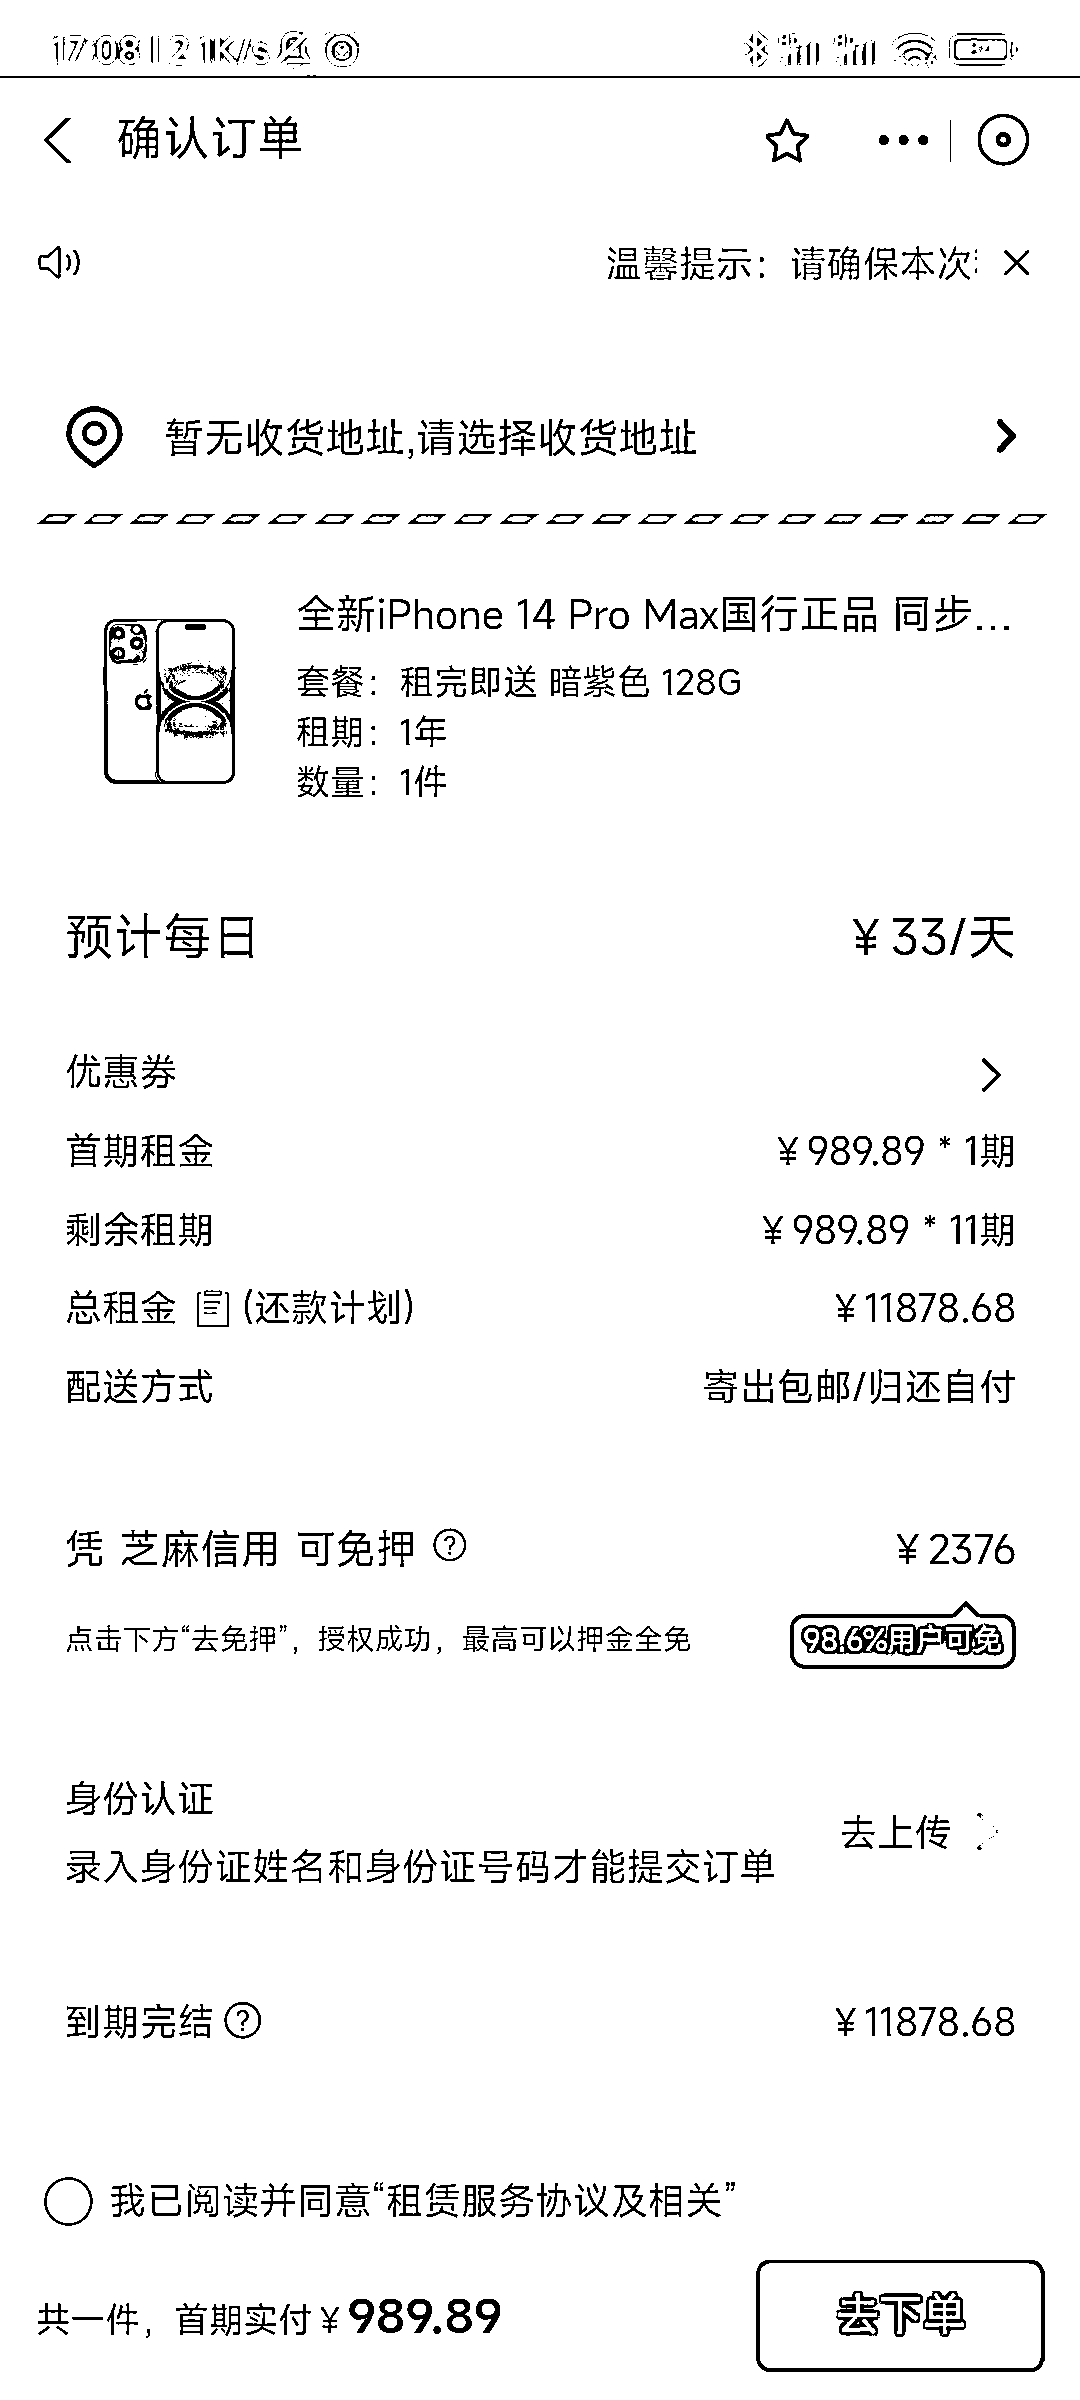 17:08 | 2.1K/s
确认订单
温馨提示：请确保本次
暂无收货地址,请选择收货地址
全新iPhone 14 Pro Max国行正品 同步...
套餐：租完即送 暗紫色 128G
租期：1年
数量：1件
预计每日 ¥33/天
优惠券
首期租金 ¥989.89 * 1期
剩余租期 ¥989.89 * 11期
总租金 (还款计划) ¥11878.68
配送方式 寄出包邮/归还自付
凭 芝麻信用 可免押 ? ¥2376
点击下方“去免押”，授权成功，最高可以押金全免 98.6%用户可免
身份认证
去上传
录入身份证姓名和身份证号码才能提交订单
到期完结 ? ¥11878.68
我已阅读并同意“租赁服务协议及相关”
共一件，首期实付¥989.89 去下单